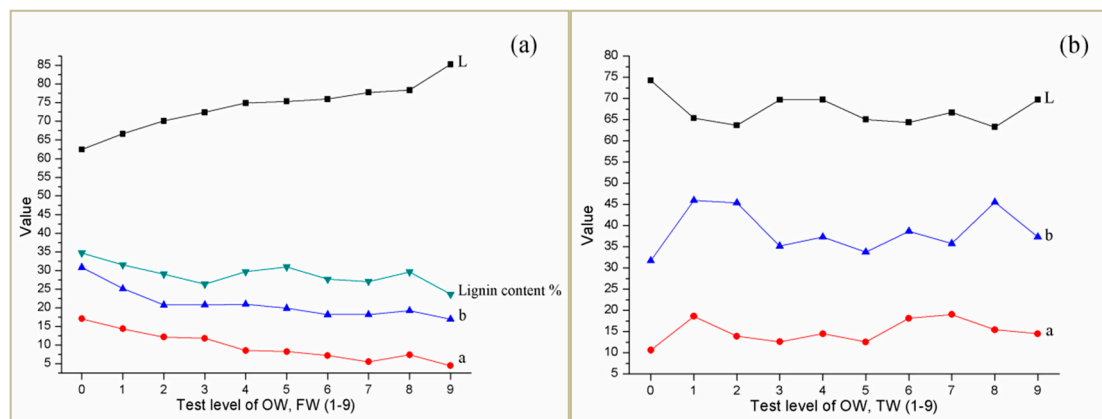 (a)
L
Lignin content %
b
a
Value
85
80
75
70
65
60
55
50
45
40
35
30
25
20
15
10
5
0 1 2 3 4 5 6 7 8 9
Test level of OW, FW (1-9)
(b)
L
b
a
Value
80
75
70
65
60
55
50
45
40
35
30
25
20
15
10
5
0 1 2 3 4 5 6 7 8 9
Test level of OW, TW (1-9)